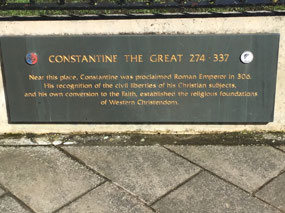 CONSTANTINE THE GREAT 274 - 337
Near this place, Constantine was proclaimed Roman Emperor in 306.
His recognition of the civil liberties of his Christian subjects,
and his own conversion to the faith, established the religious foundations
of Western Christendom.